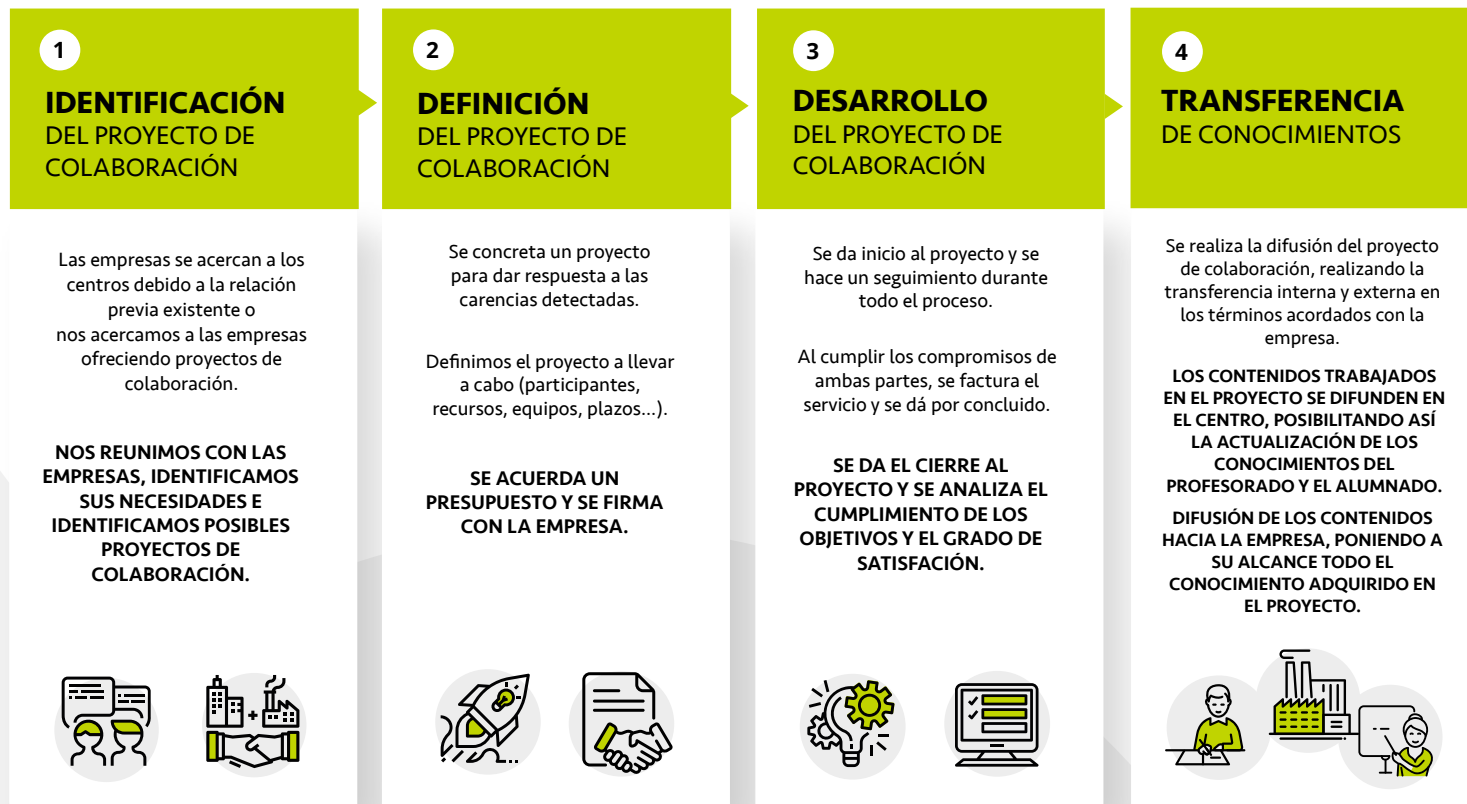 1
IDENTIFICACIÓN
DEL PROYECTO DE
COLABORACIÓN
Las empresas se acercan a los
centros debido a la relación
previa existente o
nos acercamos a las empresas
ofreciendo proyectos de
colaboración.
NOS REUNIMOS CON LAS
EMPRESAS, IDENTIFICAMOS
SUS NECESIDADES E
IDENTIFICAMOS POSIBLES
PROYECTOS DE
COLABORACIÓN.
2
DEFINICIÓN
DEL PROYECTO DE
COLABORACIÓN
Se concreta un proyecto
para dar respuesta a las
carencias detectadas.
Definimos el proyecto a llevar
a cabo (participantes,
recursos, equipos, plazos...).
SE ACUERDA UN
PRESUPUESTO Y SE FIRMA
CON LA EMPRESA.
3
DESARROLLO
DEL PROYECTO DE
COLABORACIÓN
Se da inicio al proyecto y se
hace un seguimiento durante
todo el proceso.
Al cumplir los compromisos de
ambas partes, se factura el
servicio y se dá por concluido.
SE DA EL CIERRE AL
PROYECTO Y SE ANALIZA EL
CUMPLIMIENTO DE LOS
OBJETIVOS Y EL GRADO DE
SATISFACCIÓN.
4
TRANSFERENCIA
DE CONOCIMIENTOS
Se realiza la difusión del proyecto
de colaboración, realizando la
transferencia interna y externa en
los términos acordados con la
empresa.
LOS CONTENIDOS TRABAJADOS
EN EL PROYECTO SE DIFUNDEN EN
EL CENTRO, POSIBILITANDO ASÍ
LA ACTUALIZACIÓN DE LOS
CONOCIMIENTOS DEL
PROFESORADO Y EL ALUMNADO.
DIFUSIÓN DE LOS CONTENIDOS
HACIA LA EMPRESA, PONIENDO A
SU ALCANCE TODO EL
CONOCIMIENTO ADQUIRIDO EN
EL PROYECTO.